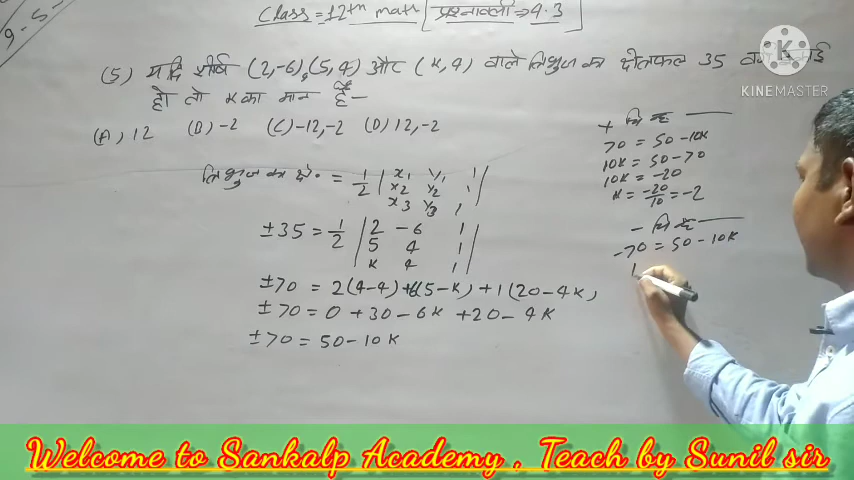 9-5-
Class = 12th math [प्रश्नावली ⇒ 4.3]
(5) यदि शीर्ष (2,-6),(5,4) और (k,4) वाले त्रिभुज का क्षेत्रफल 35
हो तो k का मान है-
(A) 12 (B) -2 (C) -12,-2 (D) 12,-2
त्रिभुज का क्षे॰ = 1/2 | x1 y1 1 |
x2 y2 1
x3 y3 1
±35 = 1/2 | 2 -6 1 |
5 4 1
k 4 1
±70 = 2(4-4)+6(5-k)+1(20-4k)
±70 = 0 + 30 - 6k + 20 - 4k
±70 = 50 - 10k
+ चिन्ह
70 = 50 - 10k
10k = 50 - 70
10k = -20
k = -20/10 = -2
- चिन्ह
-70 = 50 - 10k
1
KINEMASTER
Welcome to Sankalp Academy , Teach by Sunil sir